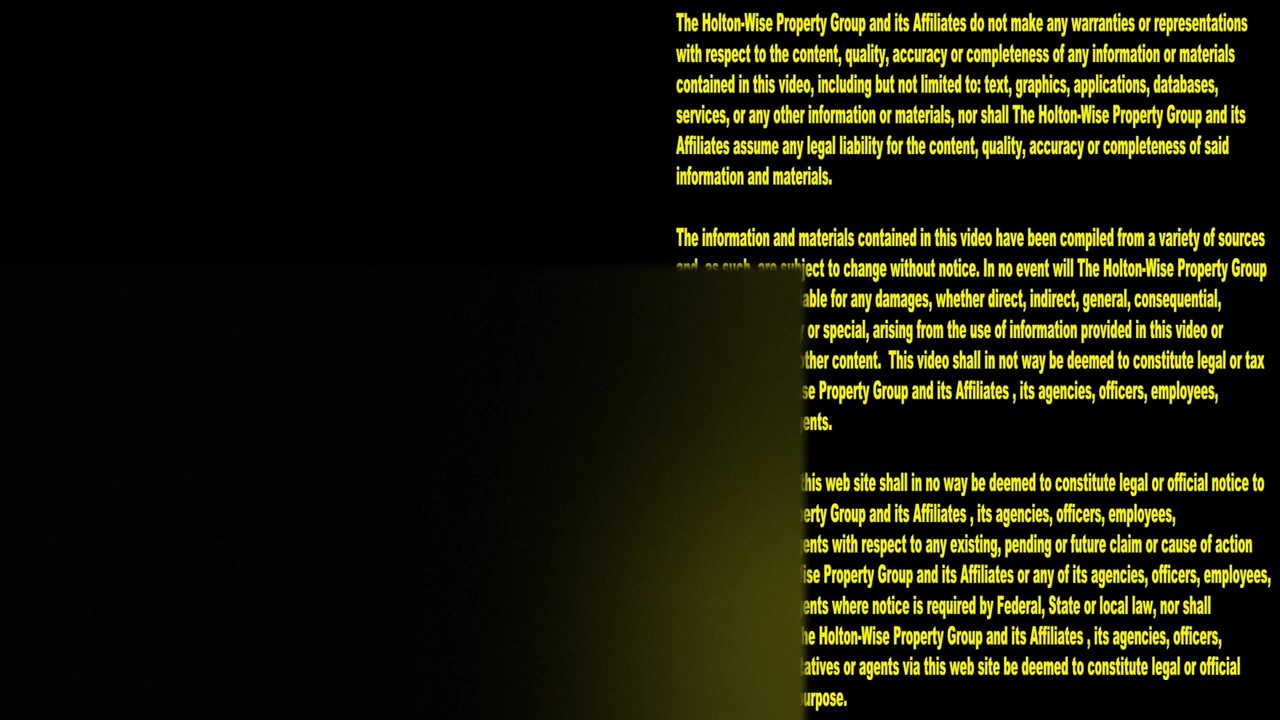 The Holton-Wise Property Group and its Affiliates do not make any warranties or representations
with respect to the content, quality, accuracy or completeness of any information or materials
contained in this video, including but not limited to: text, graphics, applications, databases,
services, or any other information or materials, nor shall The Holton-Wise Property Group and its
Affiliates assume any legal liability for the content, quality, accuracy or completeness of said
information and materials.
The information and materials contained in this video have been compiled from a variety of sources
and, as such, are subject to change without notice. In no event will The Holton-Wise Property Group
for any damages, whether direct, indirect, general, consequential,
or special, arising from the use of information provided in this video or
content. This video shall in not way be deemed to constitute legal or tax
Property Group and its Affiliates , its agencies, officers, employees,
web site shall in no way be deemed to constitute legal or official notice to
Group and its Affiliates , its agencies, officers, employees,
with respect to any existing, pending or future claim or cause of action
Property Group and its Affiliates or any of its agencies, officers, employees,
where notice is required by Federal, State or local law, nor shall
Holton-Wise Property Group and its Affiliates , its agencies, officers,
or agents via this web site be deemed to constitute legal or official